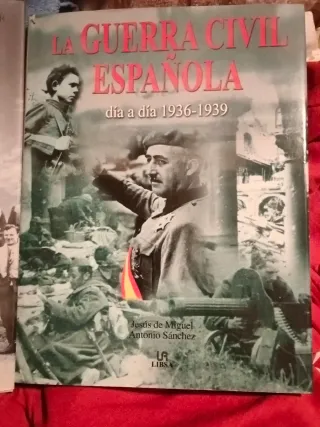 LA GUERRA CIVIL
ESPAÑOLA
día a día 1936-1939
Jesús de Miguel
Antonio Sánchez
LIBSA